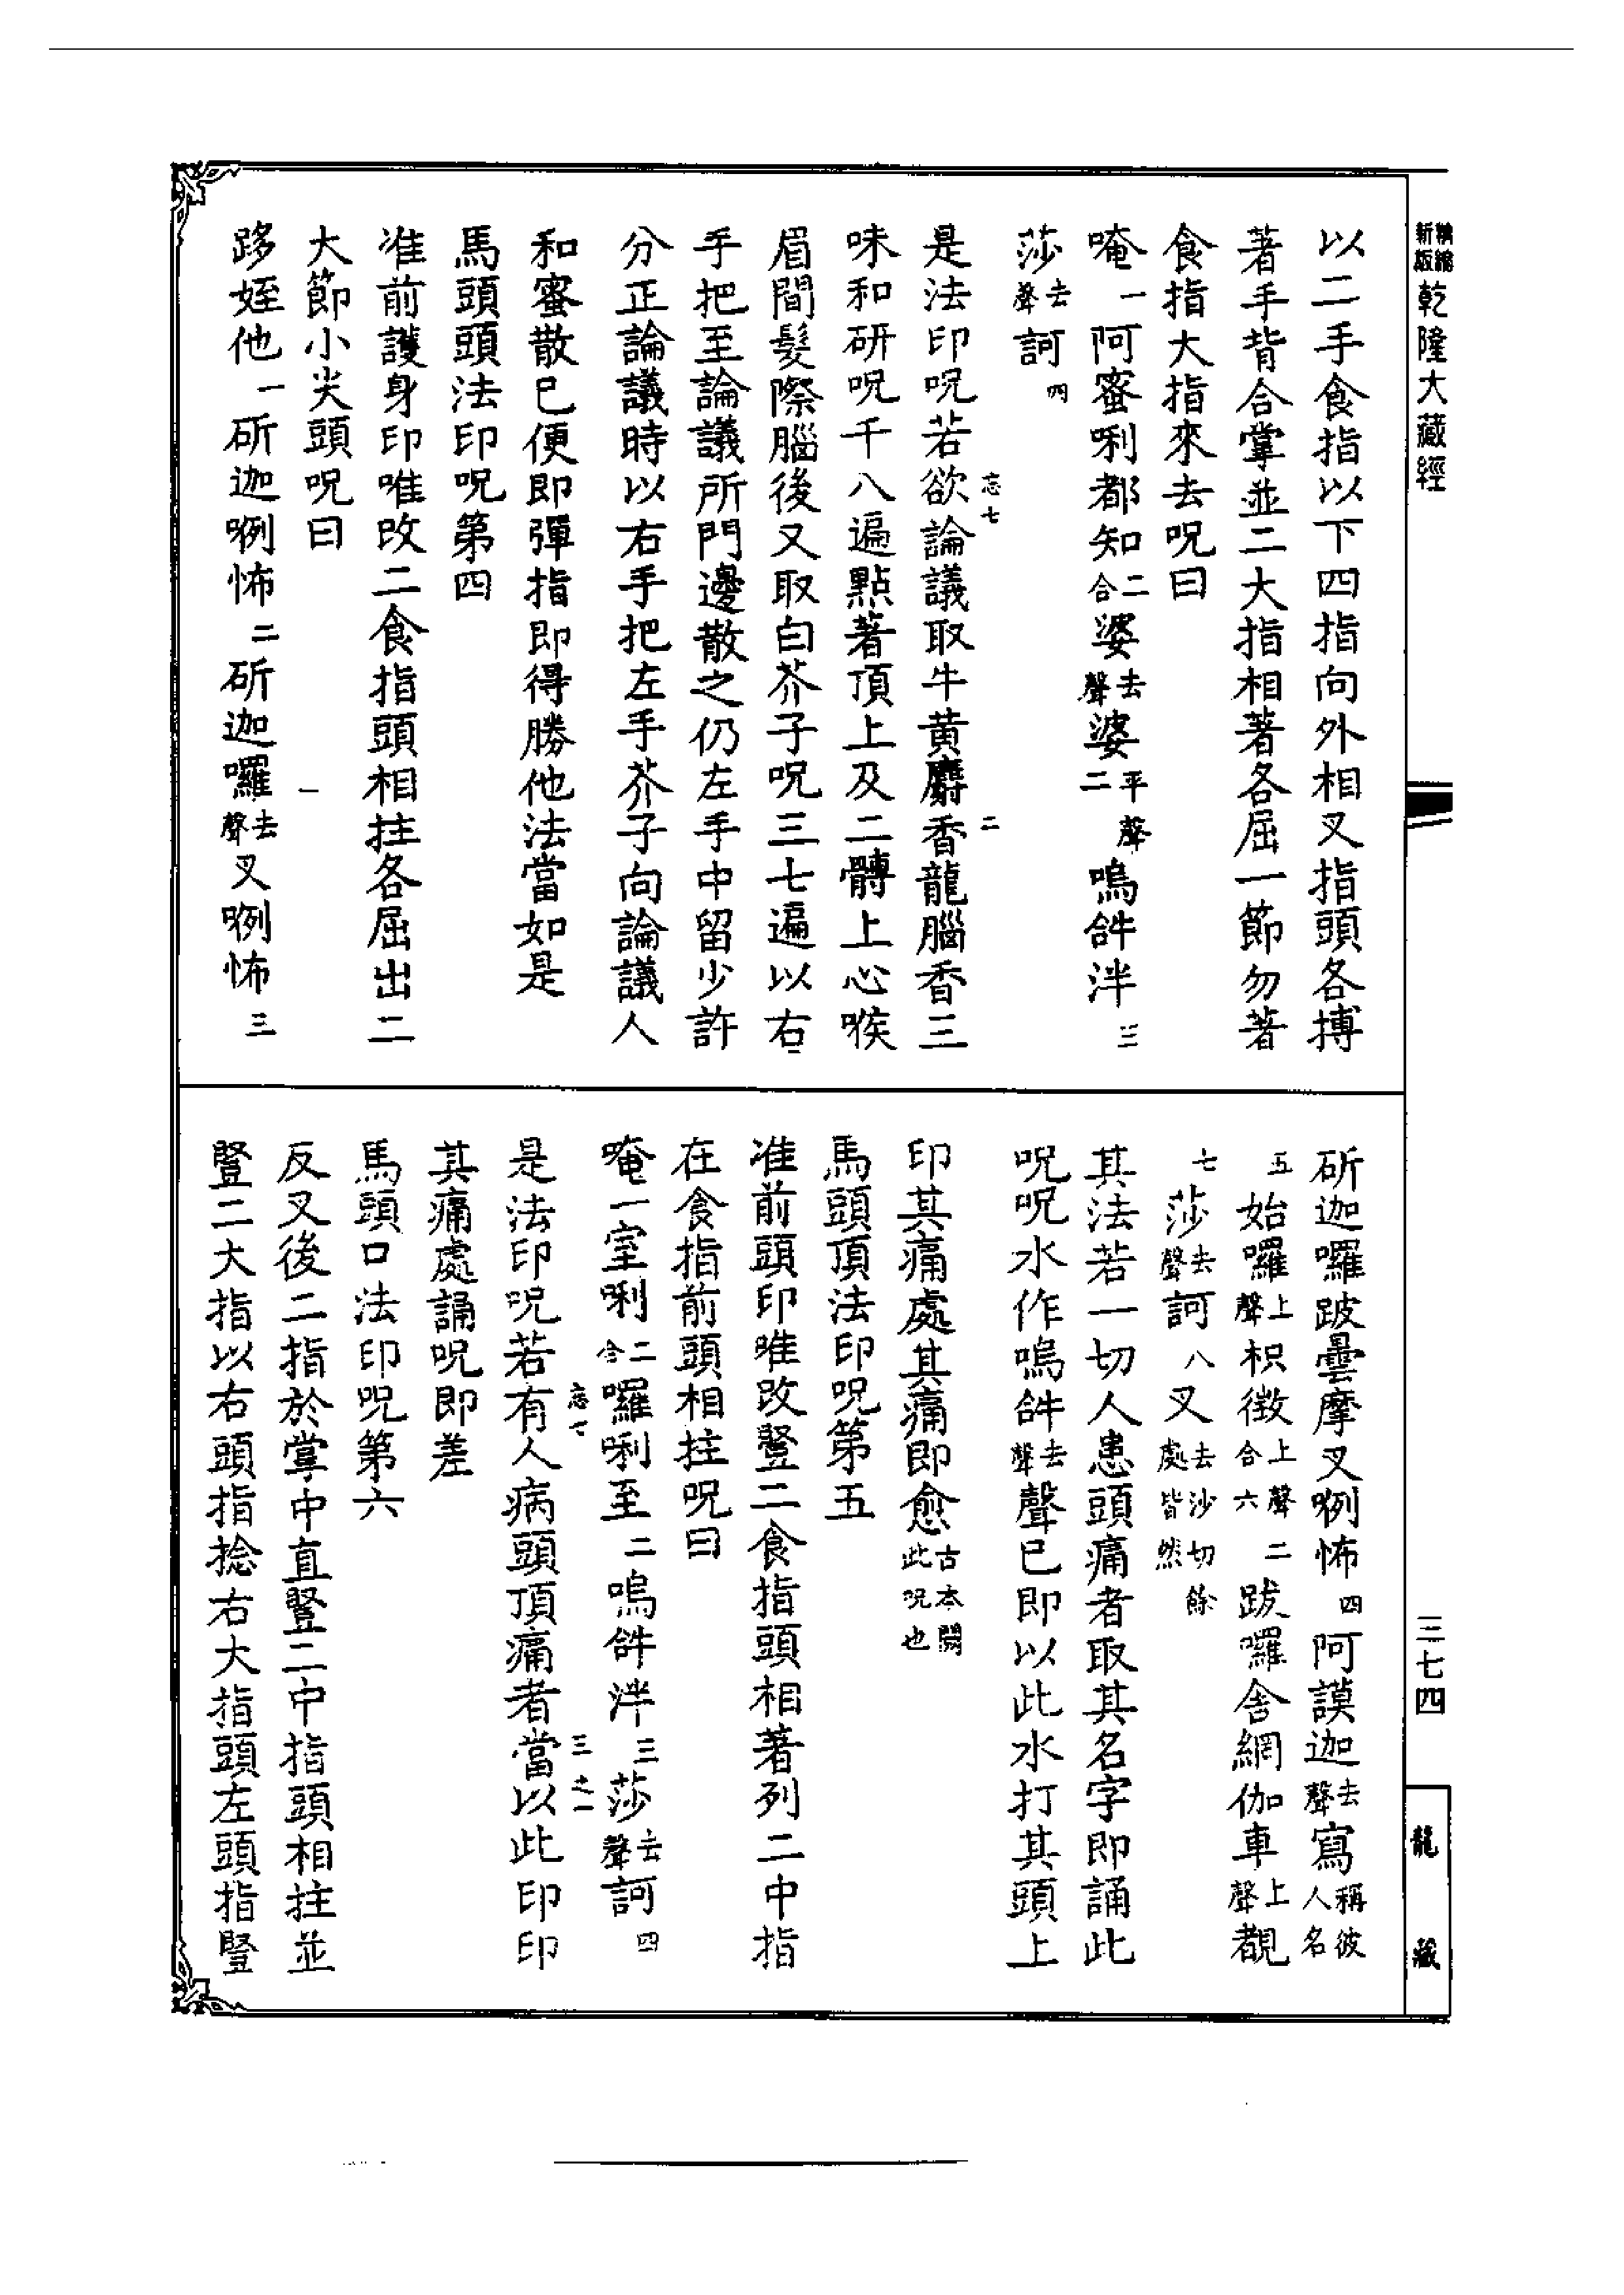 新編縮版乾隆大藏經
以二手食指以下四指向外相叉指頭各搏
著手背合掌並二大指相著各屈一節勿著
食指大指來去呪曰
唵一阿蜜唎都知二合婆去聲婆平聲二嗚𤙖泮三
莎去聲訶四
是法印呪若欲論議取牛黃麝香龍腦香三
忘七
二
味和研呪千八遍點著頂上及二髆上心喉
眉間髮際腦後又取白芥子呪三七遍以右
手把至論議所門邊散之仍左手中留少許
分正論議時以右手把左手芥子向論議人
和蜜散已便即彈指即得勝他法當如是
馬頭頭法印呪第四
准前護身印唯改二食指頭相拄各屈出二
大節小尖頭呪曰
一
跢姪他一斫迦㖿怖二斫迦囉去聲叉㖿怖三
斫迦囉跛曇摩叉㖿怖四阿謨迦去聲寫稱彼人名
五始囉上聲枳徵上聲二合六跋囉舍網伽車上聲覩
七莎去聲訶八叉去沙切餘處皆然
其法若一切人患頭痛者取其名字即誦此
呪呪水作嗚𤙖去聲聲已即以此水打其頭上
印其痛處其痛即愈古本闕此呪也
馬頭頂法印呪第五
准前頭印唯改豎二食指頭相著列二中指
在食指前頭相拄呪曰
唵一室唎二合囉唎至二嗚𤙖泮三莎去聲訶四
忘七
三之一
是法印呪若有人病頭頂痛者當以此印印
其痛處誦呪即差
馬頭口法印呪第六
反叉後二指於掌中直豎二中指頭相拄並
豎二大指以右頭指捻右大指頭左頭指豎
三七四
龍藏